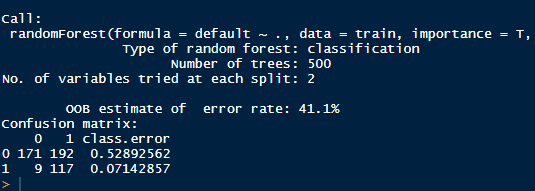 Call:
 randomForest(formula = default ~ ., data = train, importance = T,
               Type of random forest: classification
                     Number of trees: 500
No. of variables tried at each split: 2

        OOB estimate of  error rate: 41.1%
Confusion matrix:
    0   1 class.error
0 171 192  0.52892562
1   9 117  0.07142857
>